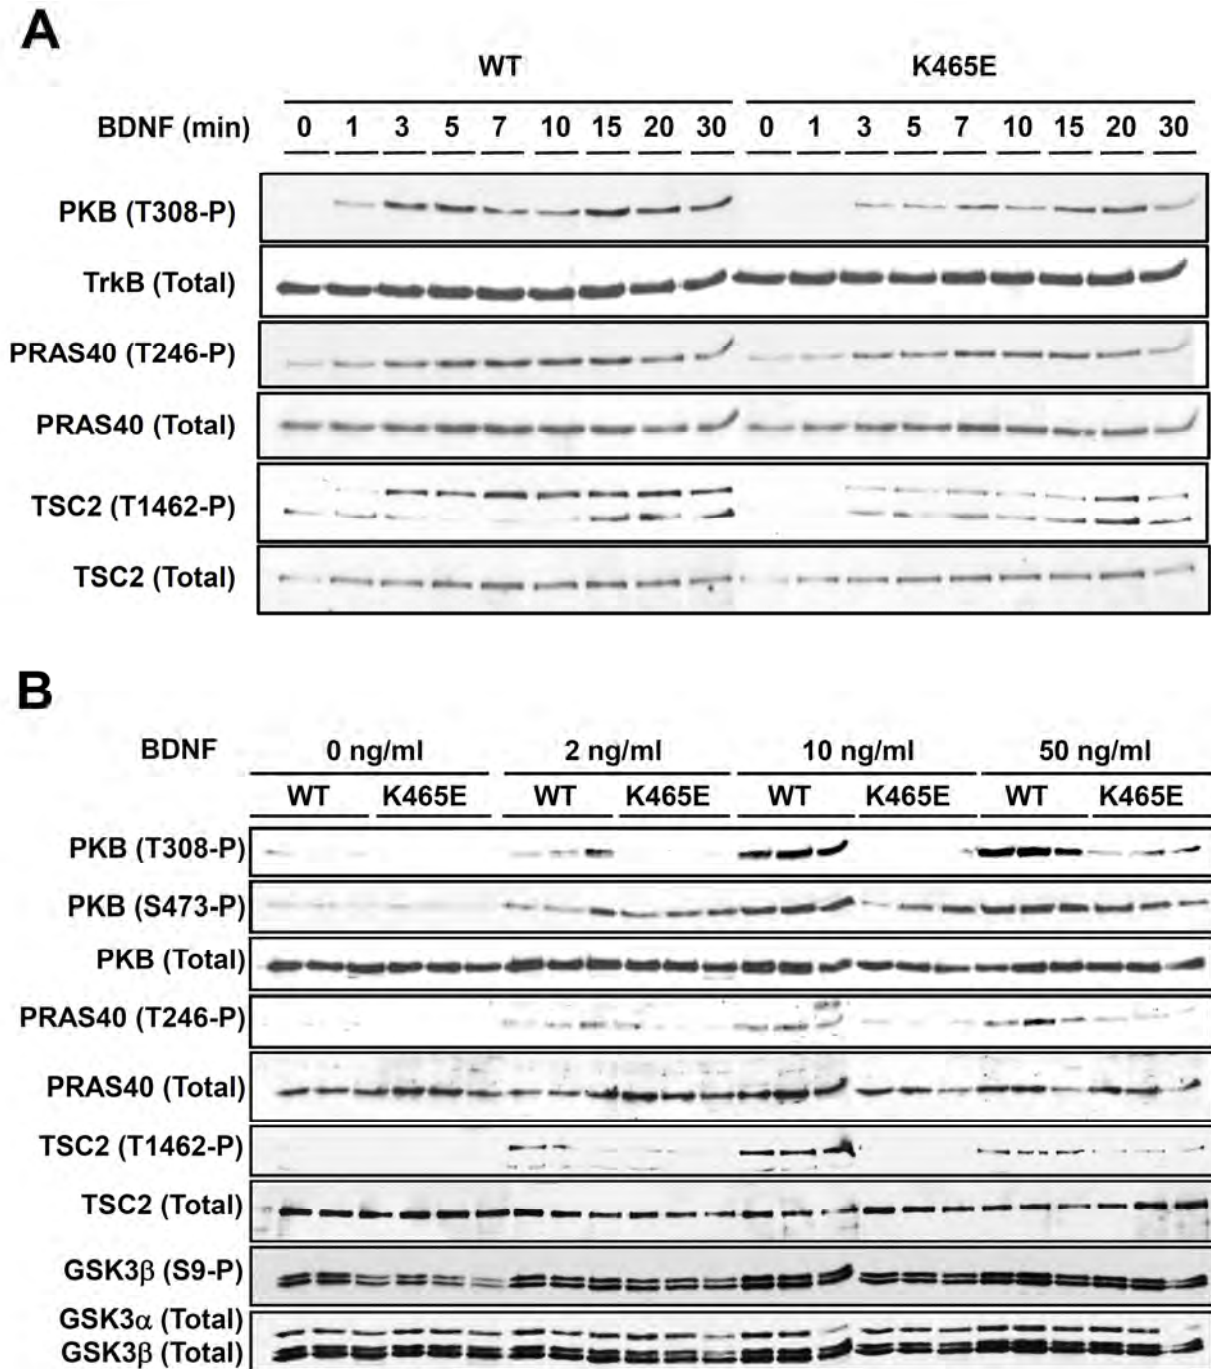 A
WT K465E
BDNF (min) 0 1 3 5 7 10 15 20 30 0 1 3 5 7 10 15 20 30
PKB (T308-P)
TrkB (Total)
PRAS40 (T246-P)
PRAS40 (Total)
TSC2 (T1462-P)
TSC2 (Total)
B
BDNF 0 ng/ml 2 ng/ml 10 ng/ml 50 ng/ml
WT K465E WT K465E WT K465E WT K465E
PKB (T308-P)
PKB (S473-P)
PKB (Total)
PRAS40 (T246-P)
PRAS40 (Total)
TSC2 (T1462-P)
TSC2 (Total)
GSK3β (S9-P)
GSK3α (Total)
GSK3β (Total)